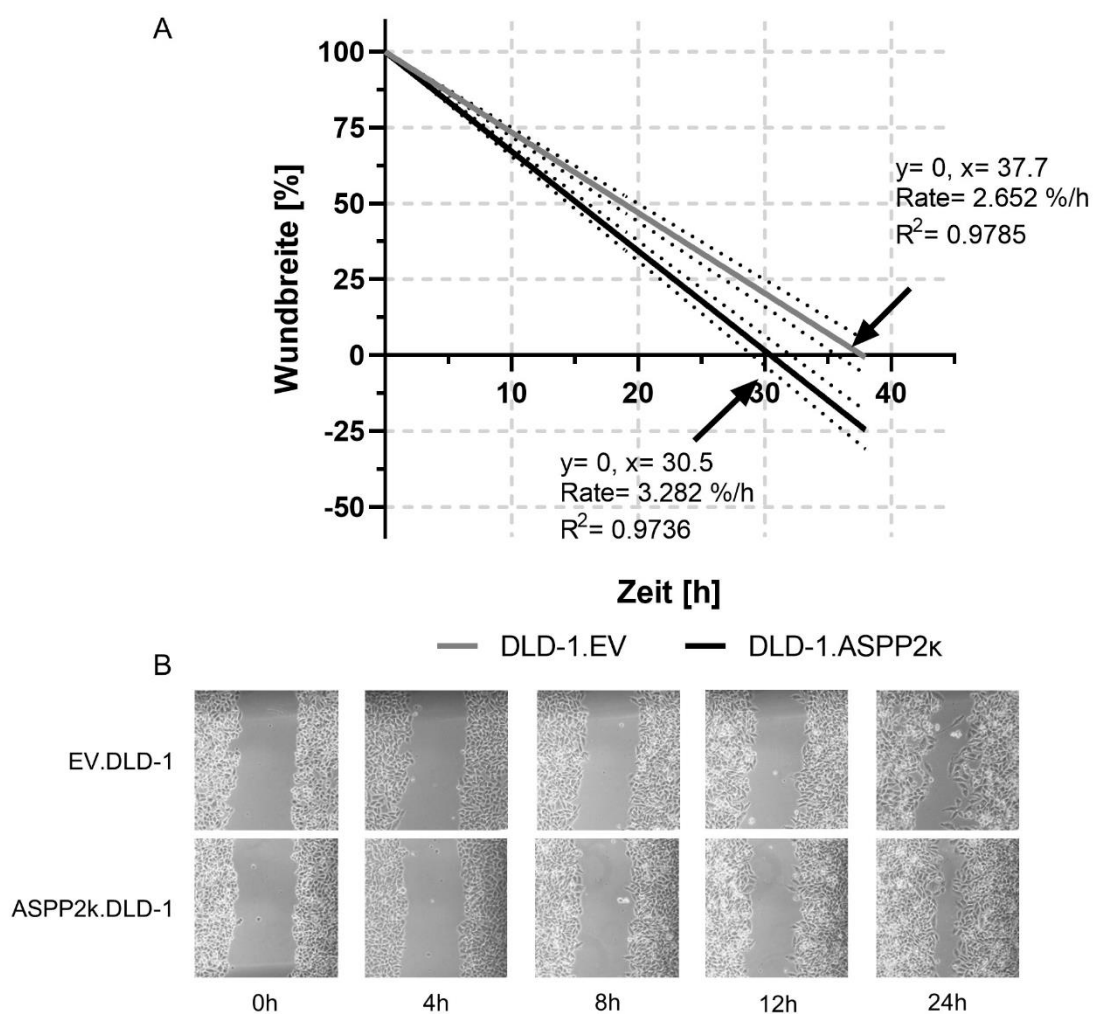 A
100
75
50
25
0
-25
-50
Wundbreite [%]
10
20
30
40
y= 0, x= 37.7
Rate= 2.652 %/h
R²= 0.9785
y= 0, x= 30.5
Rate= 3.282 %/h
R²= 0.9736
Zeit [h]
DLD-1.EV
DLD-1.ASPP2κ
B
EV.DLD-1
ASPP2k.DLD-1
0h
4h
8h
12h
24h